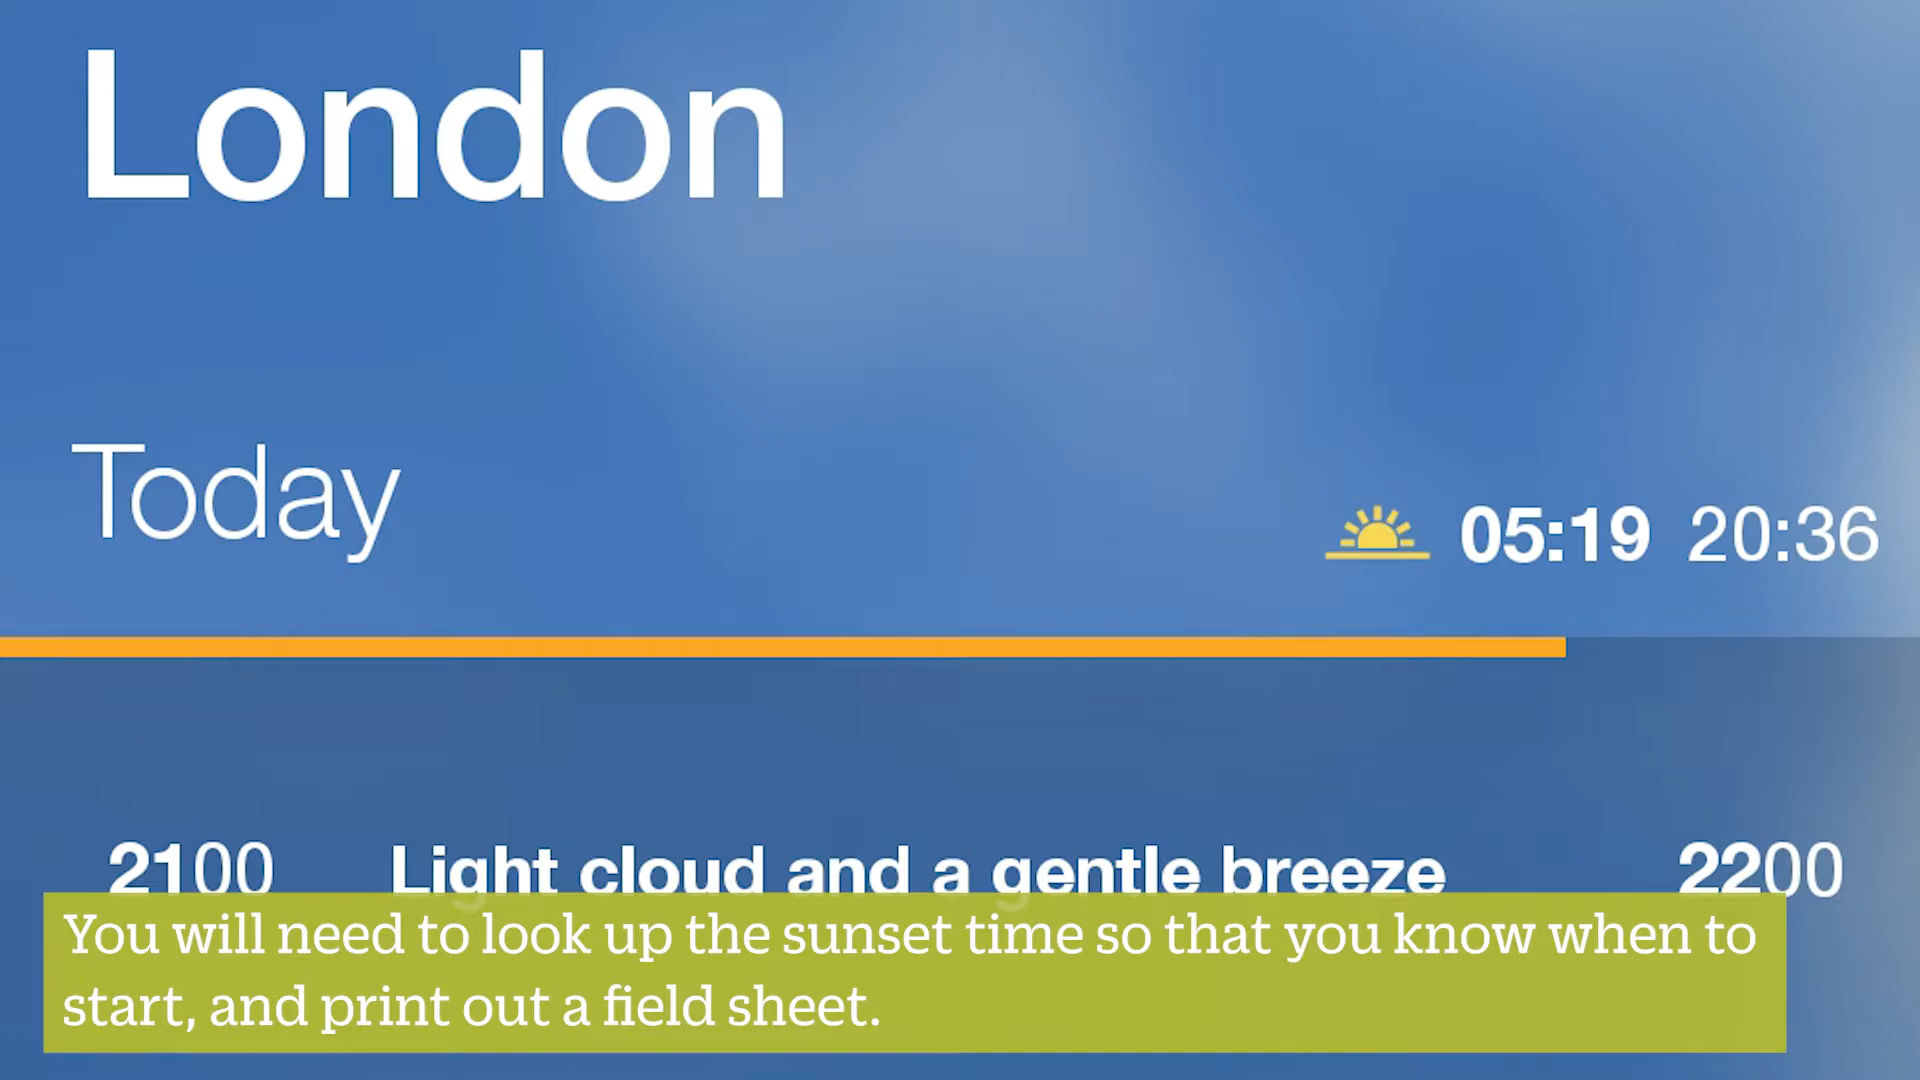 London
Today
05:19 20:36
2100 Light cloud and a gentle breeze 2200
You will need to look up the sunset time so that you know when to
start, and print out a field sheet.